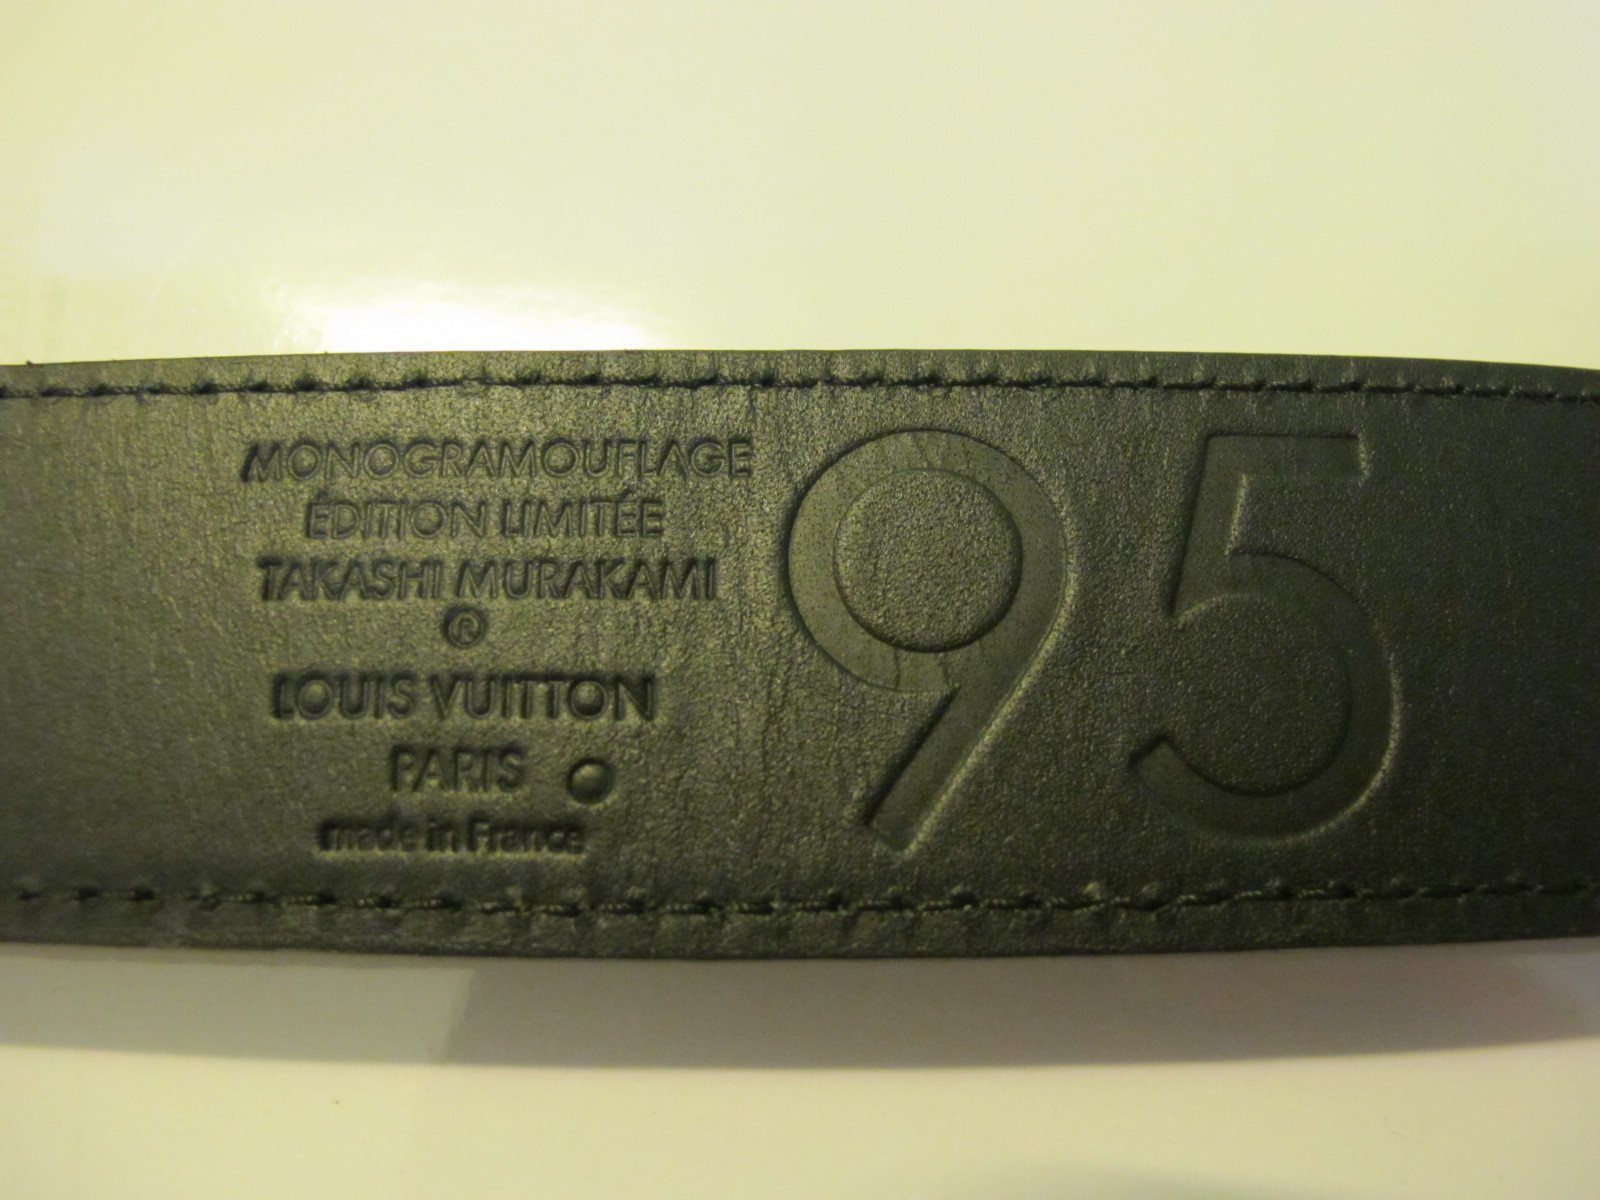 MONOGRAMOUFLAGE
ÉDITION LIMITÉE
TAKASHI MURAKAMI
®
LOUIS VUITTON
PARIS
made in France
95